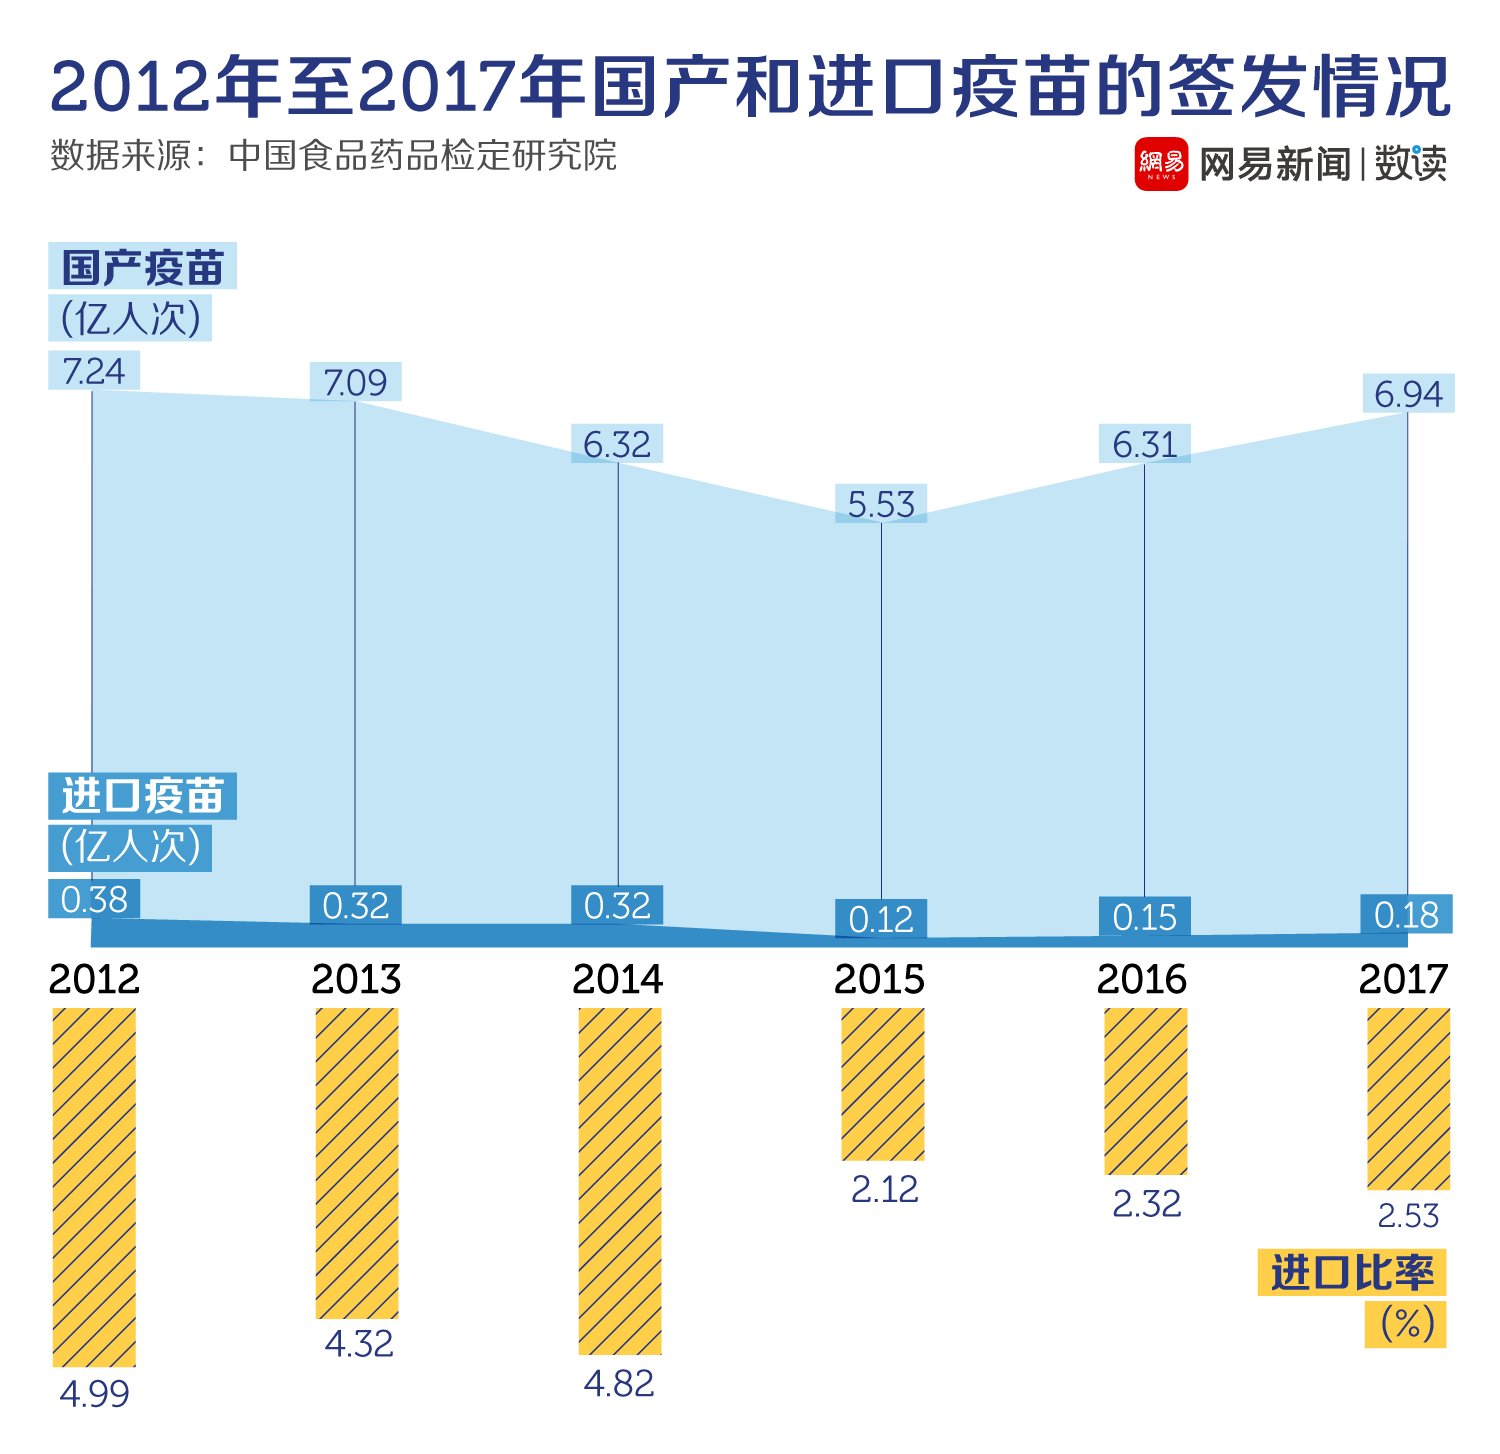 2012年至2017年国产和进口疫苗的签发情况
数据来源：中国食品药品检定研究院
網易
NEWS
网易新闻 | 数读
国产疫苗
(亿人次)
7.24
7.09
6.32
5.53
6.31
6.94
进口疫苗
(亿人次)
0.38
0.32
0.32
0.12
0.15
0.18
2012
2013
2014
2015
2016
2017
4.99
4.32
4.82
2.12
2.32
2.53
进口比率
(%)